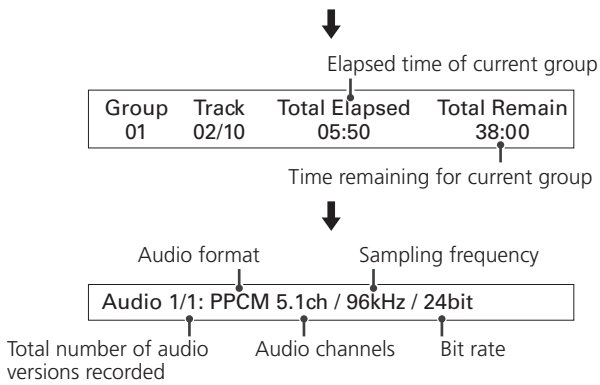 Elapsed time of current group
Group Track Total Elapsed Total Remain
01 02/10 05:50 38:00
Time remaining for current group
Audio format Sampling frequency
Audio 1/1: PPCM 5.1ch / 96kHz / 24bit
Total number of audio Audio channels Bit rate
versions recorded